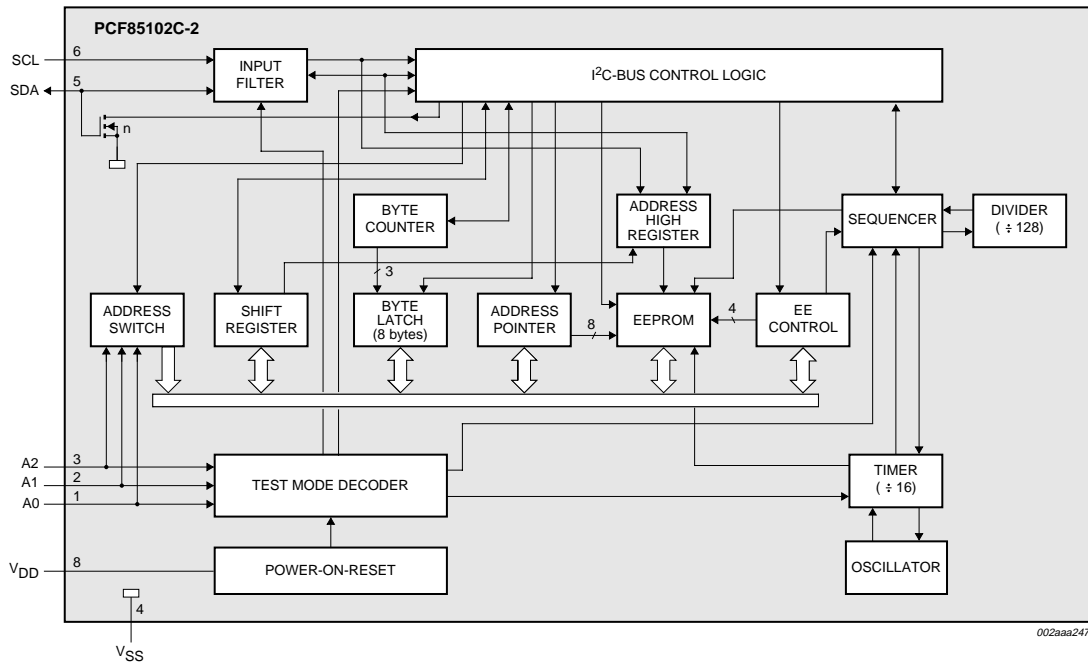 PCF85102C-2
SCL
6
SDA
5
n
INPUT
FILTER
I2C-BUS CONTROL LOGIC
BYTE
COUNTER
3
ADDRESS
HIGH
REGISTER
SEQUENCER
DIVIDER
( ÷ 128)
ADDRESS
SWITCH
SHIFT
REGISTER
BYTE
LATCH
(8 bytes)
ADDRESS
POINTER
8
EEPROM
4
EE
CONTROL
A2
3
A1
2
A0
1
TEST MODE DECODER
TIMER
( ÷ 16)
VDD
8
POWER-ON-RESET
OSCILLATOR
4
VSS
002aaa247